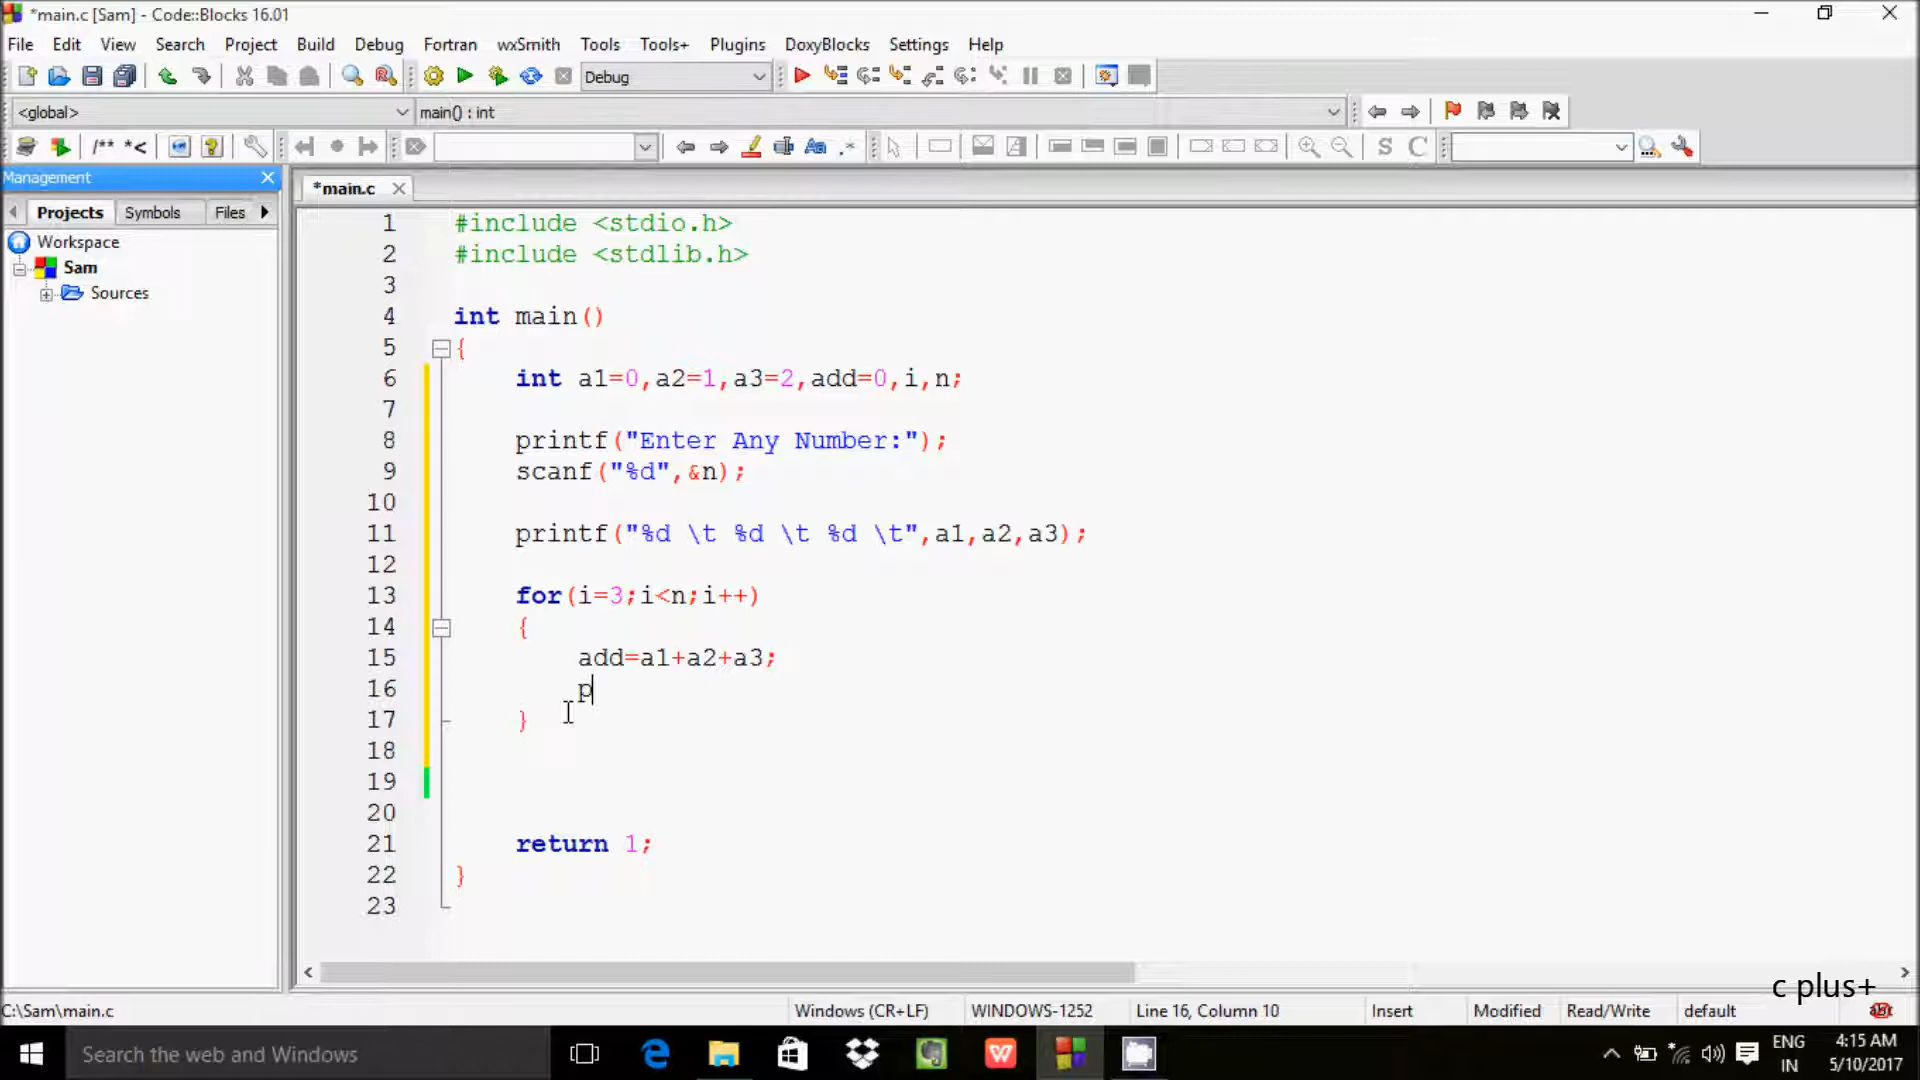 *main.c [Sam] - Code::Blocks 16.01
File Edit View Search Project Build Debug Fortran wxSmith Tools Tools+ Plugins DoxyBlocks Settings Help
Debug
<global> main() : int
/** *<
S C
Management
Projects Symbols Files
*main.c
Workspace
Sam
Sources
1 #include <stdio.h>
2 #include <stdlib.h>
3
4 int main()
5 {
6 int a1=0,a2=1,a3=2,add=0,i,n;
7
8 printf("Enter Any Number:");
9 scanf("%d",&n);
10
11 printf("%d \t %d \t %d \t",a1,a2,a3);
12
13 for(i=3;i<n;i++)
14 {
15 add=a1+a2+a3;
16 p
17 }
18
19
20
21 return 1;
22 }
23
c plus+
C:\Sam\main.c Windows (CR+LF) WINDOWS-1252 Line 16, Column 10 Insert Modified Read/Write default
Search the web and Windows
ENG
IN
4:15 AM
5/10/2017